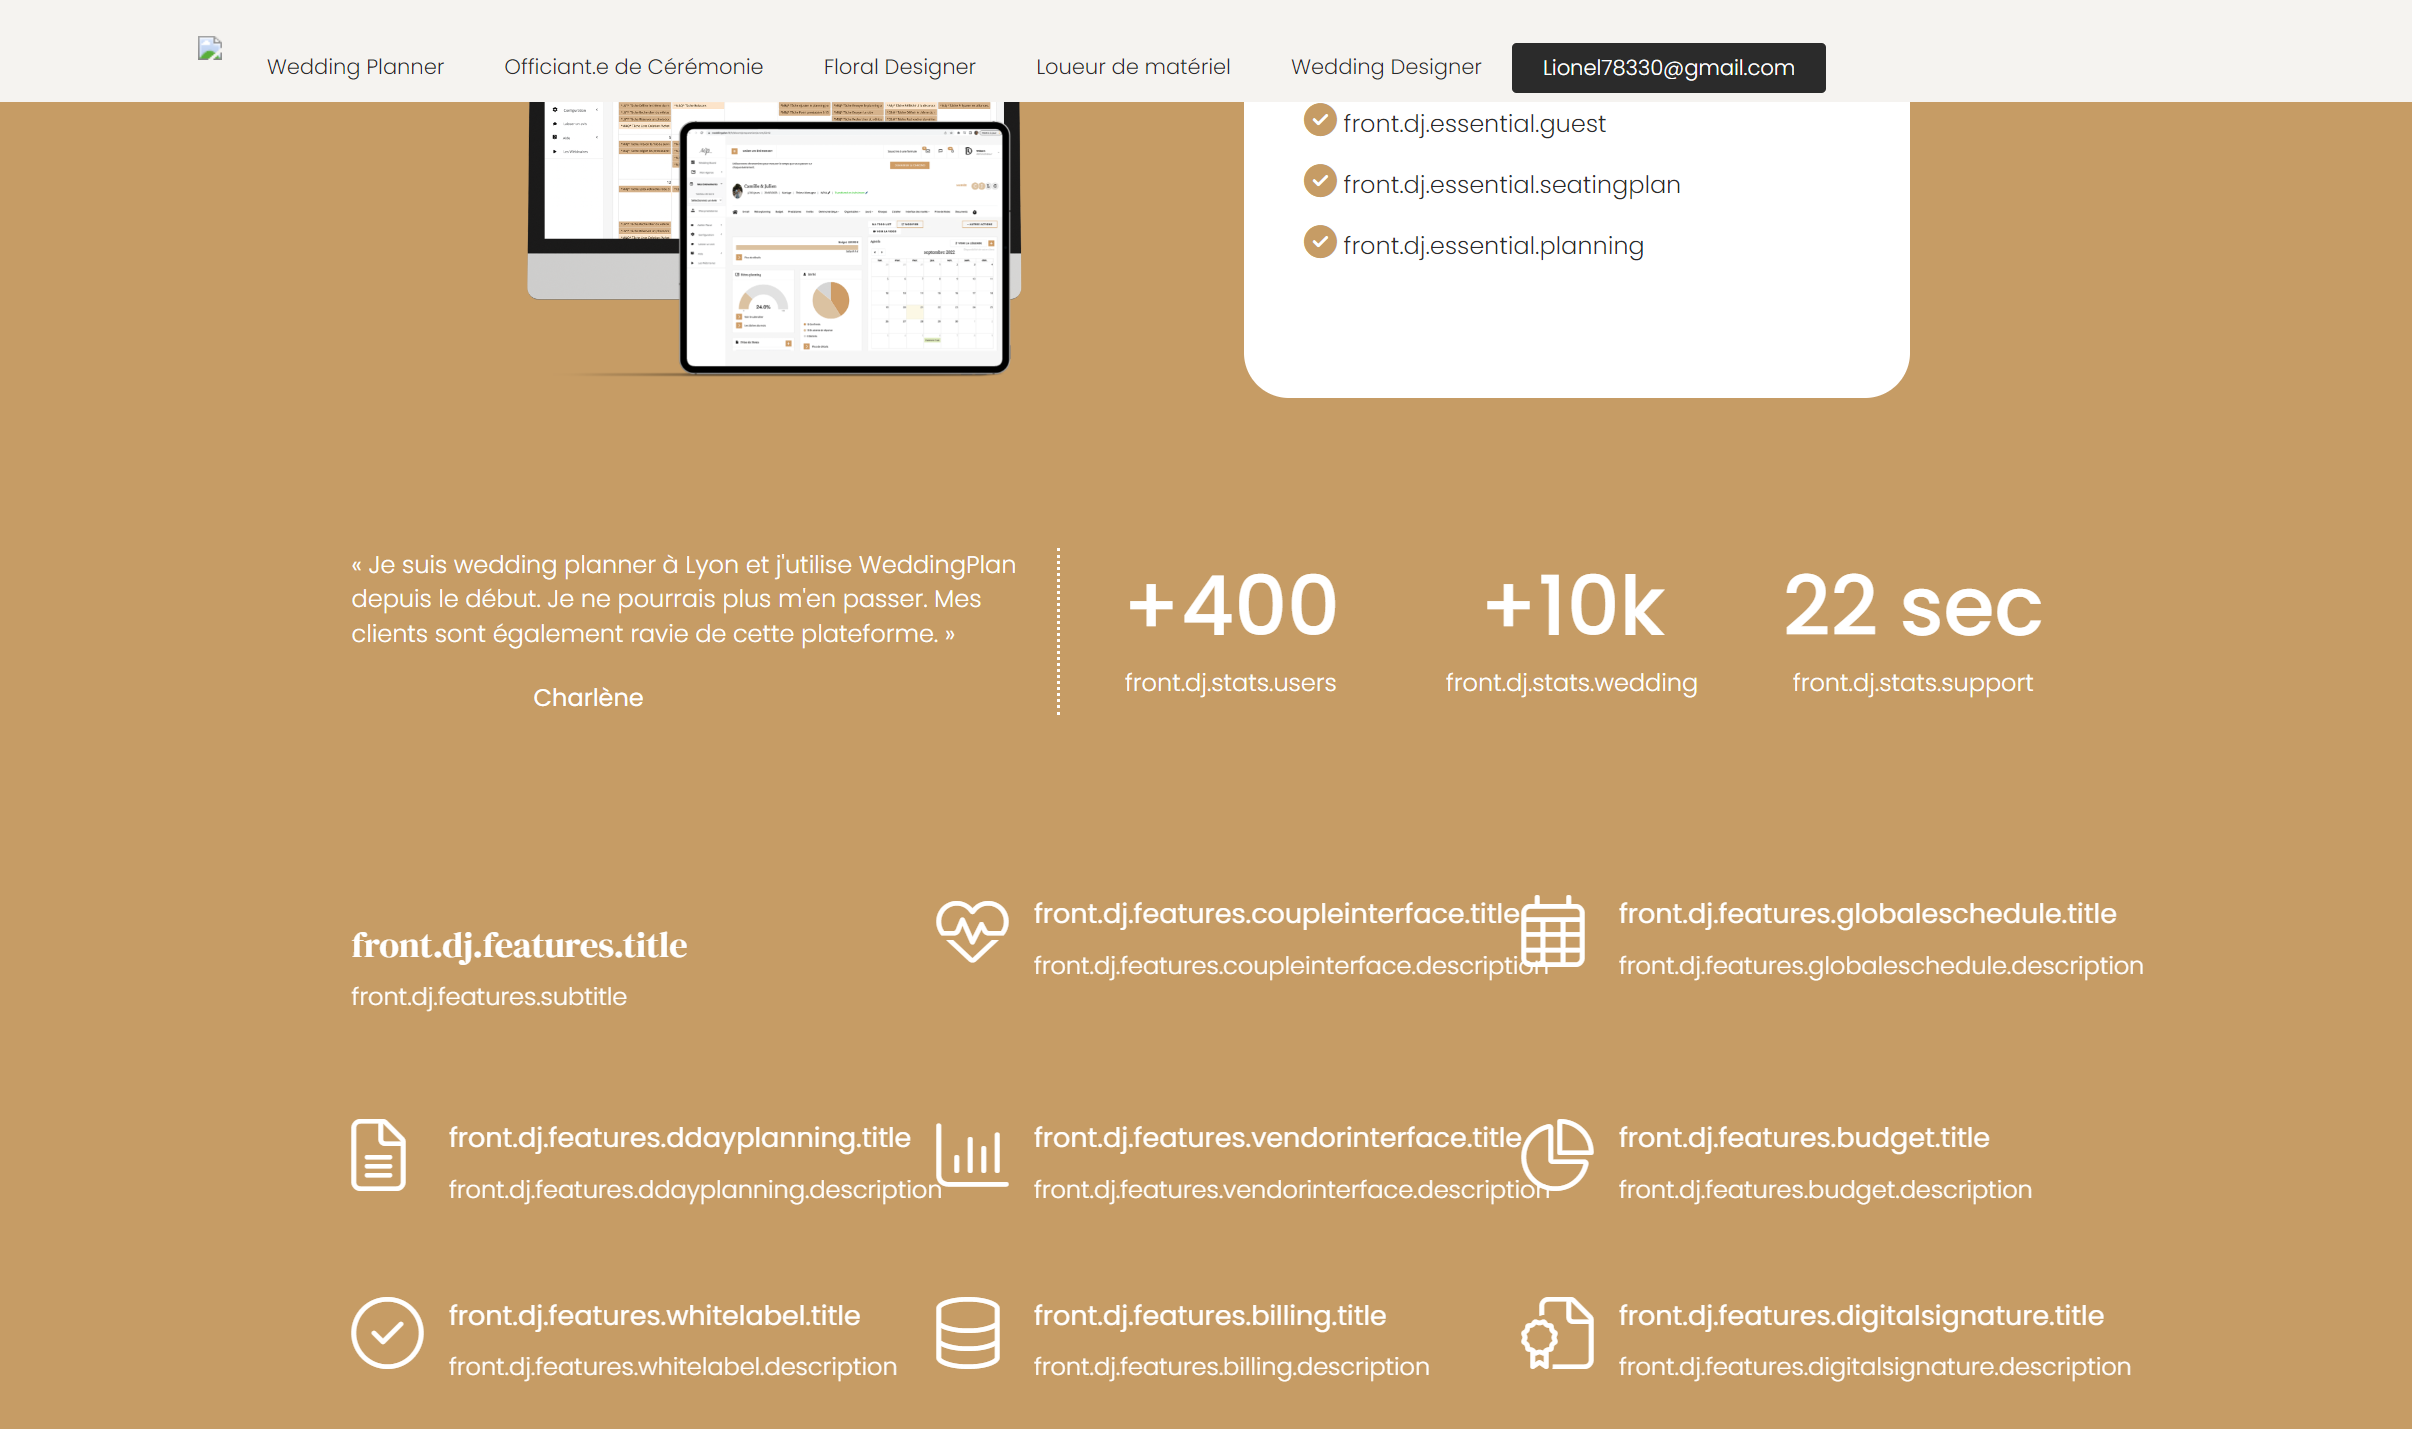 Wedding Planner
Officiant.e de Cérémonie
Floral Designer
Loueur de matériel
Wedding Designer
Lionel78330@gmail.com
Camille & Julien
septembre 2022
24.0%
front.dj.essential.guest
front.dj.essential.seatingplan
front.dj.essential.planning
« Je suis wedding planner à Lyon et j'utilise WeddingPlan
depuis le début. Je ne pourrais plus m'en passer. Mes
clients sont également ravie de cette plateforme. »
Charlène
+400
front.dj.stats.users
+10k
front.dj.stats.wedding
22 sec
front.dj.stats.support
front.dj.features.title
front.dj.features.subtitle
front.dj.features.coupleinterface.title
front.dj.features.coupleinterface.description
front.dj.features.globaleschedule.title
front.dj.features.globaleschedule.description
front.dj.features.ddayplanning.title
front.dj.features.ddayplanning.description
front.dj.features.vendorinterface.title
front.dj.features.vendorinterface.description
front.dj.features.budget.title
front.dj.features.budget.description
front.dj.features.whitelabel.title
front.dj.features.whitelabel.description
front.dj.features.billing.title
front.dj.features.billing.description
front.dj.features.digitalsignature.title
front.dj.features.digitalsignature.description